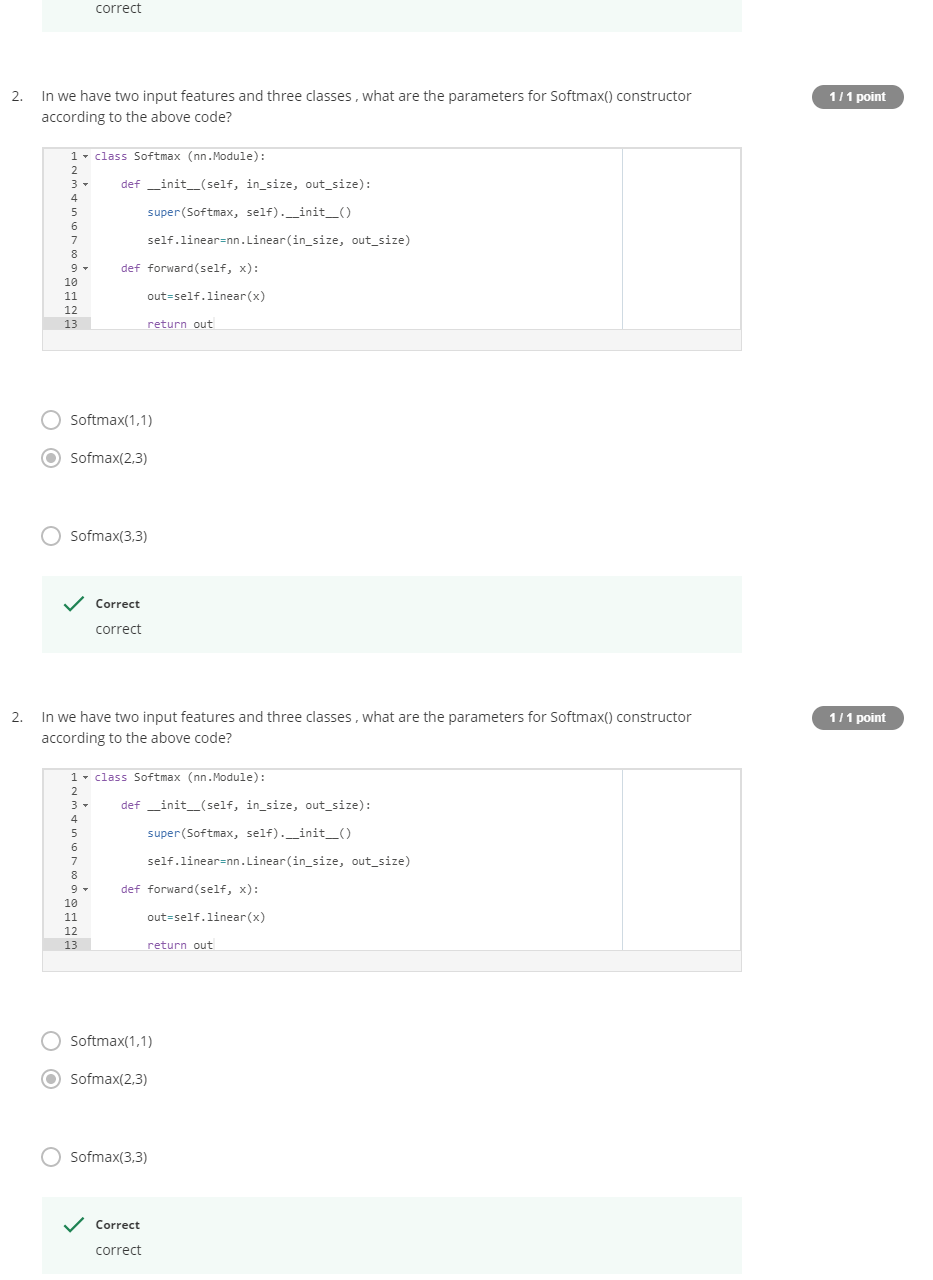 correct
2. In we have two input features and three classes , what are the parameters for Softmax() constructor
according to the above code?
1 / 1 point
1 class Softmax (nn.Module):
2
3 def __init__(self, in_size, out_size):
4
5 super(Softmax, self).__init__()
6
7 self.linear=nn.Linear(in_size, out_size)
8
9 def forward(self, x):
10
11 out=self.linear(x)
12
13 return out
Softmax(1,1)
Sofmax(2,3)
Sofmax(3,3)
Correct
correct
2. In we have two input features and three classes , what are the parameters for Softmax() constructor
according to the above code?
1 / 1 point
1 class Softmax (nn.Module):
2
3 def __init__(self, in_size, out_size):
4
5 super(Softmax, self).__init__()
6
7 self.linear=nn.Linear(in_size, out_size)
8
9 def forward(self, x):
10
11 out=self.linear(x)
12
13 return out
Softmax(1,1)
Sofmax(2,3)
Sofmax(3,3)
Correct
correct